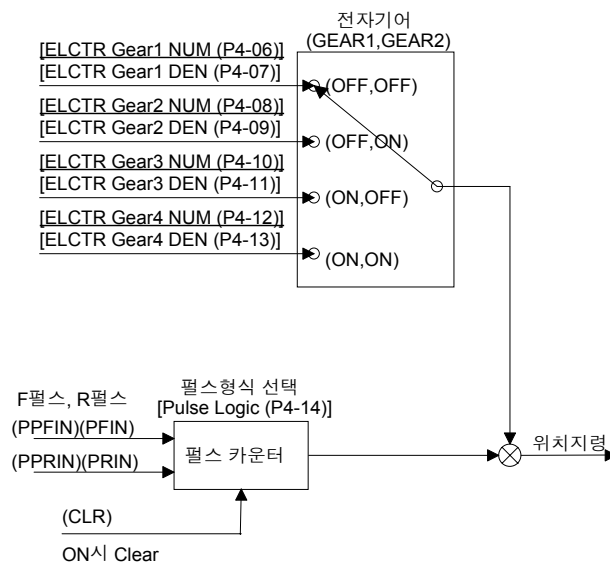 전자기어
(GEAR1,GEAR2)
[ELCTR Gear1 NUM (P4-06)]
[ELCTR Gear1 DEN (P4-07)]
(OFF,OFF)
[ELCTR Gear2 NUM (P4-08)]
[ELCTR Gear2 DEN (P4-09)]
(OFF,ON)
[ELCTR Gear3 NUM (P4-10)]
[ELCTR Gear3 DEN (P4-11)]
(ON,OFF)
[ELCTR Gear4 NUM (P4-12)]
[ELCTR Gear4 DEN (P4-13)]
(ON,ON)
펄스형식 선택
[Pulse Logic (P4-14)]
F펄스, R펄스
(PPFIN)(PFIN)
(PPRIN)(PRIN)
펄스 카운터
위치지령
(CLR)
ON시 Clear